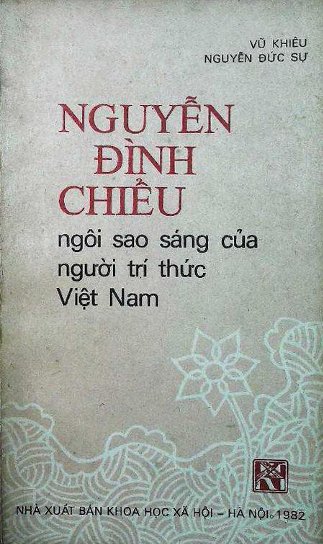 VŨ KHIÊU
NGUYỄN ĐỨC SỰ
NGUYỄN
ĐÌNH
CHIỂU
ngôi sao sáng của
người trí thức
Việt Nam
NHÀ XUẤT BẢN KHOA HỌC XÃ HỘI - HÀ NỘI. 1982